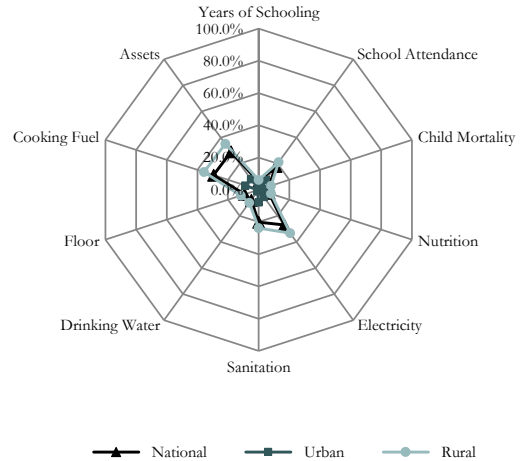 Years of Schooling
100.0%
Assets
School Attendance
80.0%
60.0%
40.0%
Cooking Fuel
Child Mortality
20.0%
0.0%
Floor
Nutrition
Drinking Water
Electricity
Sanitation
National
Urban
Rural